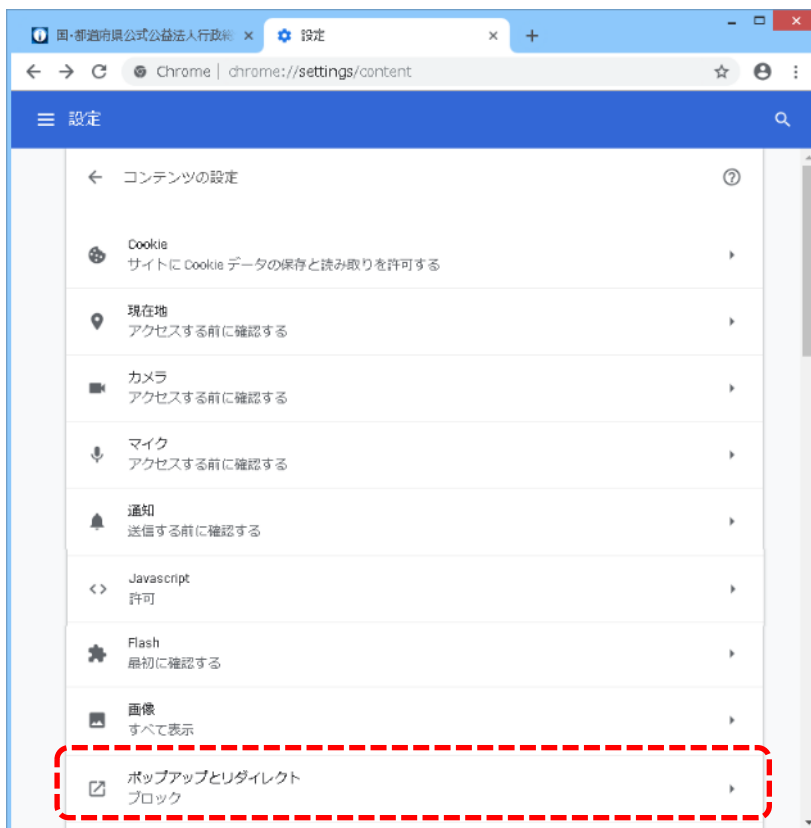 国・都道府県公式公益法人行政総
設定
Chrome | chrome://settings/content
設定
コンテンツの設定
Cookie
サイトに Cookie データの保存と読み取りを許可する
現在地
アクセスする前に確認する
カメラ
アクセスする前に確認する
マイク
アクセスする前に確認する
通知
送信する前に確認する
Javascript
許可
Flash
最初に確認する
画像
すべて表示
ポップアップとリダイレクト
ブロック